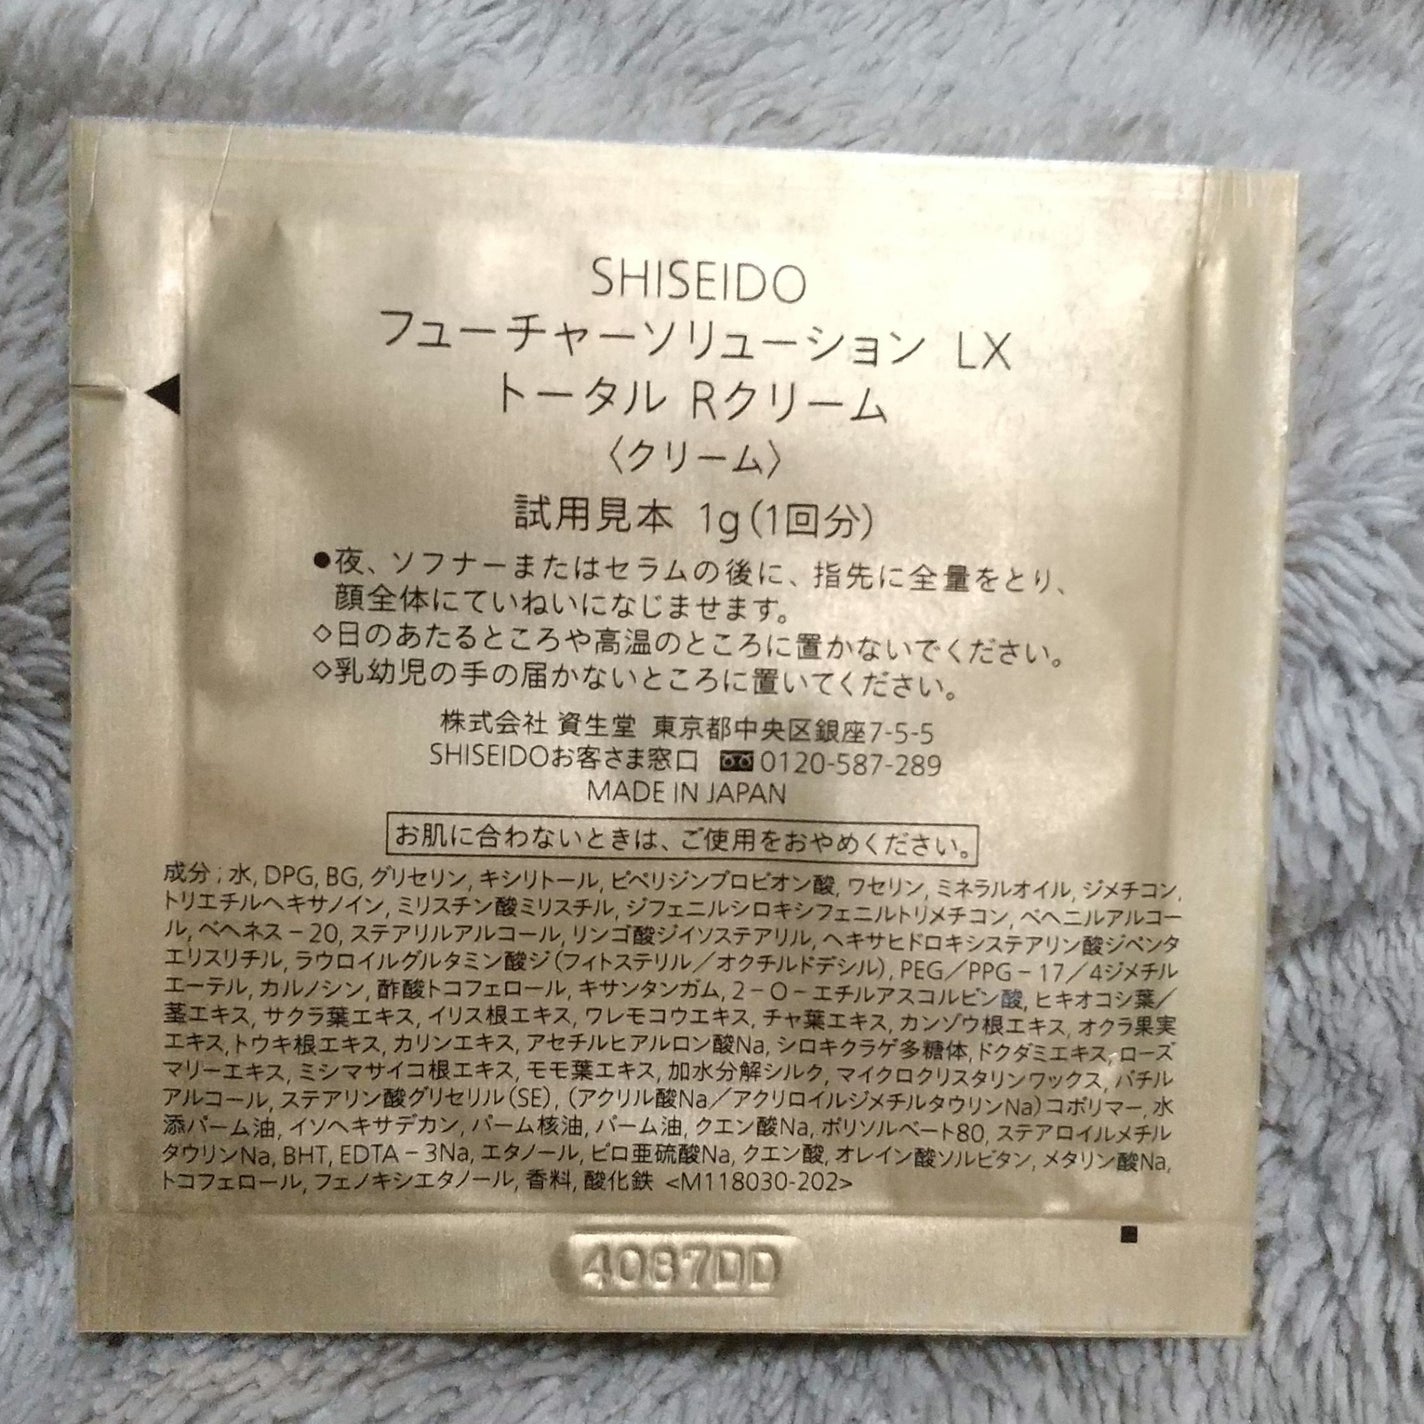 SHISEIDO
フューチャーソリューション LX
トータル Rクリーム
〈クリーム〉
試用見本 1g(1回分)
●夜、ソフナーまたはセラムの後に、指先に全量をとり、
顔全体にていねいになじませます。
◇日のあたるところや高温のところに置かないでください。
◇乳幼児の手の届かないところに置いてください。
株式会社 資生堂 東京都中央区銀座7-5-5
SHISEIDOお客さま窓口 0120-587-289
MADE IN JAPAN
お肌に合わないときは、ご使用をおやめください。
成分 ; 水, DPG, BG, グリセリン, キシリトール, ピペリジンプロピオン酸, ワセリン, ミネラルオイル, ジメチコン,
トリエチルヘキサノイン, ミリスチン酸ミリスチル, ジフェニルシロキシフェニルトリメチコン, ベヘニルアルコー
ル, ベヘネス－20, ステアリルアルコール, リンゴ酸ジイソステアリル, ヘキサヒドロキシステアリン酸ジペンタ
エリスリチル, ラウロイルグルタミン酸ジ(フィトステリル／オクチルドデシル), PEG／PPG－17／4ジメチル
エーテル, カルノシン, 酢酸トコフェロール, キサンタンガム, 2－O－エチルアスコルビン酸, ヒキオコシ葉／
茎エキス, サクラ葉エキス, イリス根エキス, ワレモコウエキス, チャ葉エキス, カンゾウ根エキス, オクラ果実
エキス, トウキ根エキス, カリンエキス, アセチルヒアルロン酸Na, シロキクラゲ多糖体, ドクダミエキス, ローズ
マリーエキス, ミシマサイコ根エキス, モモ葉エキス, 加水分解シルク, マイクロクリスタリンワックス, バチル
アルコール, ステアリン酸グリセリル(SE), (アクリル酸Na／アクリロイルジメチルタウリンNa)コポリマー, 水
添パーム油, イソヘキサデカン, パーム核油, パーム油, クエン酸Na, ポリソルベート80, ステアロイルメチル
タウリンNa, BHT, EDTA－3Na, エタノール, ピロ亜硫酸Na, クエン酸, オレイン酸ソルビタン, メタリン酸Na,
トコフェロール, フェノキシエタノール, 香料, 酸化鉄 <M118030-202>
4087DD